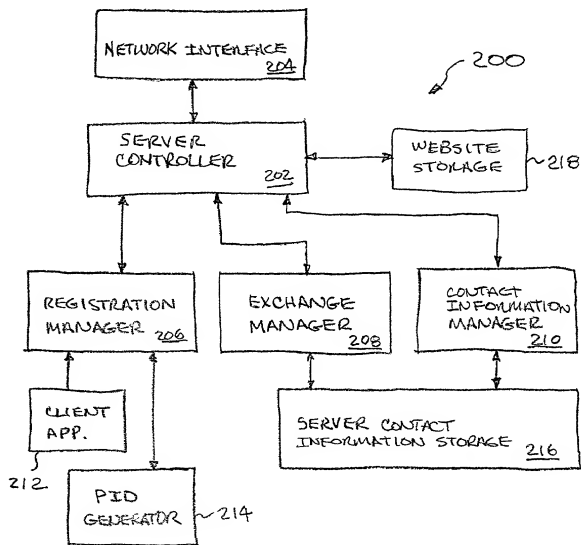 NETWORK INTERFACE
204
200
SERVER
CONTROLLER
202
WEBSITE
STORAGE
218
REGISTRATION
MANAGER
206
EXCHANGE
MANAGER
208
CONTACT
INFORMATION
MANAGER
210
CLIENT
APP.
212
SERVER CONTACT
INFORMATION STORAGE
216
PID
GENERATOR
214